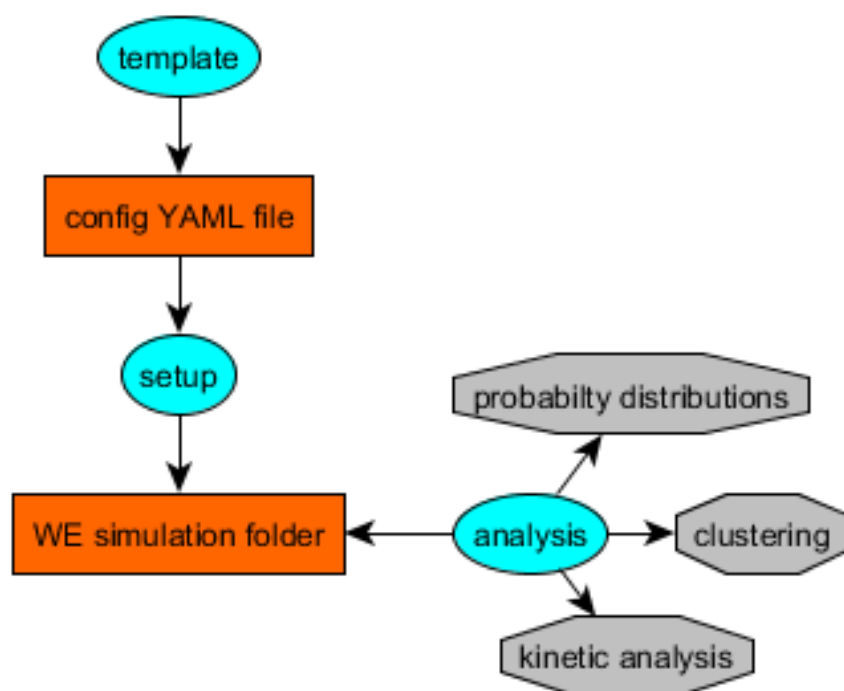 template
config YAML file
setup
probabilty distributions
WE simulation folder
analysis
clustering
kinetic analysis